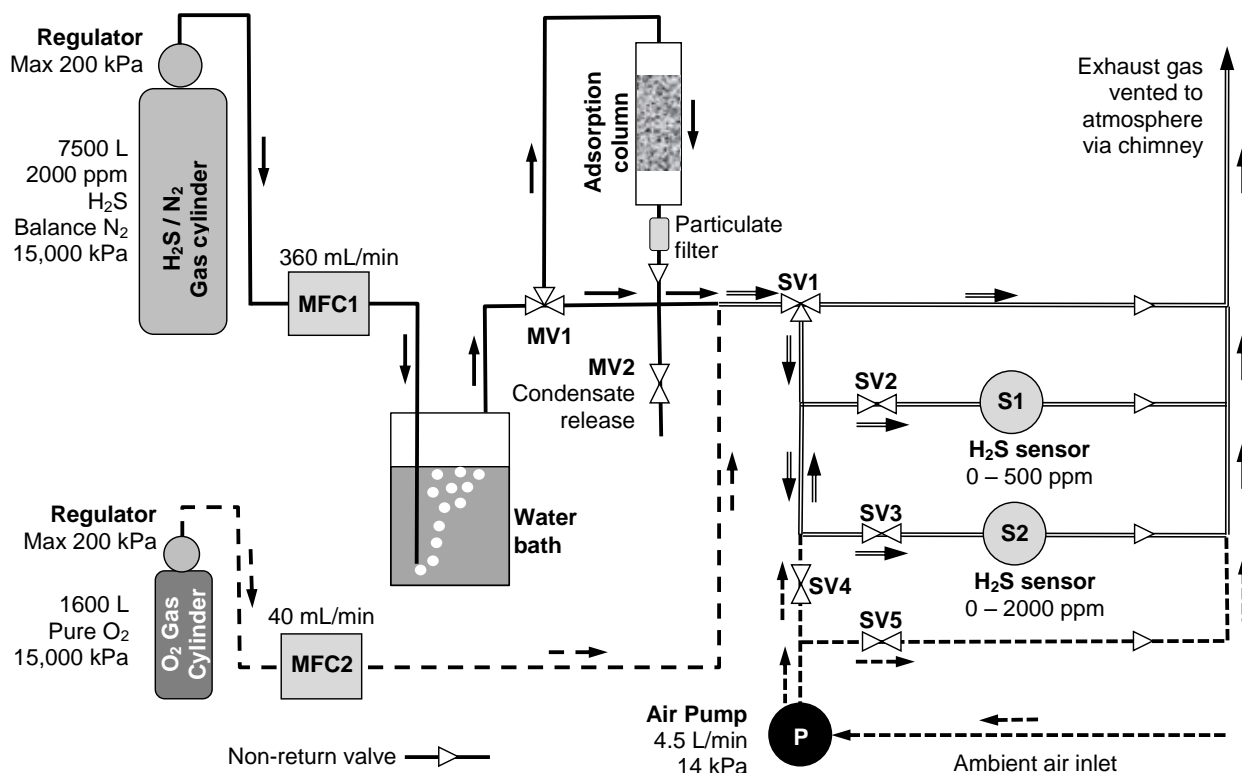 Regulator
Max 200 kPa
7500 L
2000 ppm
H₂S
Balance N₂
15,000 kPa
H₂S / N₂
Gas cylinder
360 mL/min
MFC1
Adsorption
column
Particulate
filter
MV1
MV2
Condensate
release
Water
bath
Exhaust gas
vented to
atmosphere
via chimney
SV1
SV2
S1
H₂S sensor
0 – 500 ppm
SV3
S2
H₂S sensor
0 – 2000 ppm
SV4
SV5
Regulator
Max 200 kPa
1600 L
Pure O₂
15,000 kPa
O₂ Gas
Cylinder
40 mL/min
MFC2
Air Pump
4.5 L/min
14 kPa
P
Ambient air inlet
Non-return valve